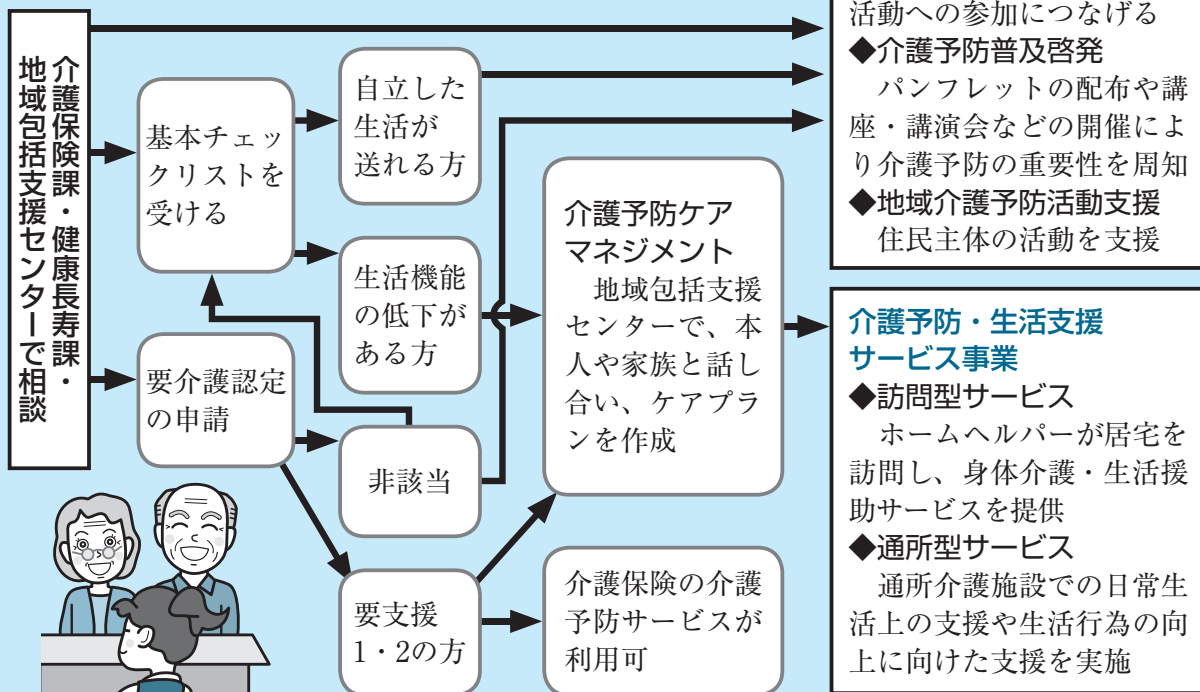 介護保険課・健康長寿課・
地域包括支援センターで相談
基本チェッ
クリストを
受ける
要介護認定
の申請
自立した
生活が
送れる方
生活機能
の低下が
ある方
非該当
要支援
1・2の方
介護予防ケア
マネジメント
地域包括支援
センターで、本
人や家族と話し
合い、ケアプラ
ンを作成
介護保険の介護
予防サービスが
利用可
活動への参加につなげる
◆介護予防普及啓発
パンフレットの配布や講
座・講演会などの開催によ
り介護予防の重要性を周知
◆地域介護予防活動支援
住民主体の活動を支援
介護予防・生活支援
サービス事業
◆訪問型サービス
ホームヘルパーが居宅を
訪問し、身体介護・生活援
助サービスを提供
◆通所型サービス
通所介護施設での日常生
活上の支援や生活行為の向
上に向けた支援を実施